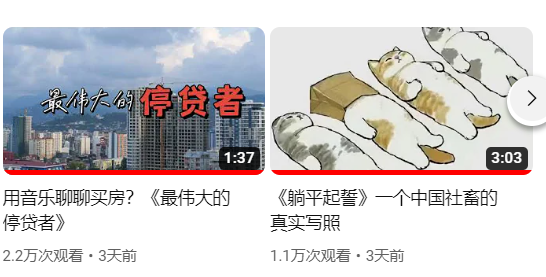 最伟大的停贷者
1:37
3:03
用音乐聊聊买房？《最伟大的
停贷者》
2.2万次观看・3天前
《躺平起誓》一个中国社畜的
真实写照
1.1万次观看・3天前